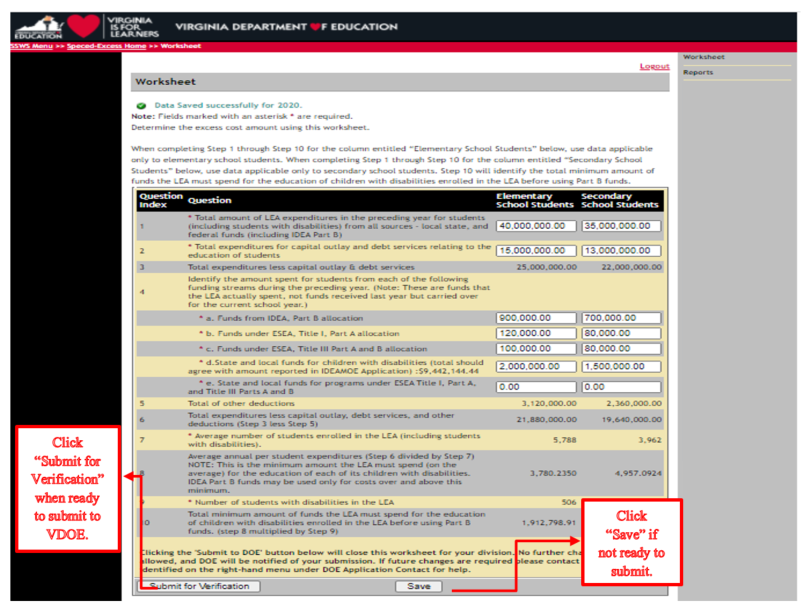 VIRGINIA
IS FOR
LEARNERS
VIRGINIA DEPARTMENT OF EDUCATION
EDUCATION
SSWS Menu >> Speced-Excess Home >> Worksheet
Worksheet
Reports
Logout
Worksheet
Data Saved successfully for 2020.
Note: Fields marked with an asterisk * are required.
Determine the excess cost amount using this worksheet.
When completing Step 1 through Step 10 for the column entitled "Elementary School Students" below, use data applicable
only to elementary school students. When completing Step 1 through Step 10 for the column entitled "Secondary School
Students" below, use data applicable only to secondary school students. Step 10 will identify the total minimum amount of
funds the LEA must spend for the education of children with disabilities enrolled in the LEA before using Part B funds.
Question Index Question Elementary School Students Secondary School Students
1 * Total amount of LEA expenditures in the preceding year for students
(including students with disabilities) from all sources - local state, and
federal funds (including IDEA Part B) 40,000,000.00 35,000,000.00
2 * Total expenditures for capital outlay and debt services relating to the
education of students 15,000,000.00 13,000,000.00
3 Total expenditures less capital outlay & debt services 25,000,000.00 22,000,000.00
4 Identify the amount spent for students from each of the following
funding streams during the preceding year. (Note: These are funds that
the LEA actually spent, not funds received last year but carried over
for the current school year.)
* a. Funds from IDEA, Part B allocation 900,000.00 700,000.00
* b. Funds under ESEA, Title I, Part A allocation 120,000.00 80,000.00
* c. Funds under ESEA, Title III Part A and B allocation 100,000.00 80,000.00
* d.State and local funds for children with disabilities (total should
agree with amount reported in IDEAMOE Application) :$9,442,144.44 2,000,000.00 1,500,000.00
* e. State and local funds for programs under ESEA Title I, Part A,
and Title III Parts A and B 0.00 0.00
5 Total of other deductions 3,120,000.00 2,360,000.00
6 Total expenditures less capital outlay, debt services, and other
deductions (Step 3 less Step 5) 21,880,000.00 19,640,000.00
7 * Average number of students enrolled in the LEA (including students
with disabilities). 5,788 3,962
8 Average annual per student expenditures (Step 6 divided by Step 7)
NOTE: This is the minimum amount the LEA must spend (on the
average) for the education of each of its children with disabilities.
IDEA Part B funds may be used only for costs over and above this
minimum. 3,780.2350 4,957.0924
9 * Number of students with disabilities in the LEA 506
10 Total minimum amount of funds the LEA must spend for the education
of children with disabilities enrolled in the LEA before using Part B
funds. (step 8 multiplied by Step 9) 1,912,798.91
Clicking the 'Submit to DOE' button below will close this worksheet for your division. No further cha
allowed, and DOE will be notified of your submission. If future changes are required please contact
identified on the right-hand menu under DOE Application Contact for help.
Submit for Verification Save
Click
"Submit for
Verification"
when ready
to submit to
VDOE.
Click
"Save" if
not ready to
submit.